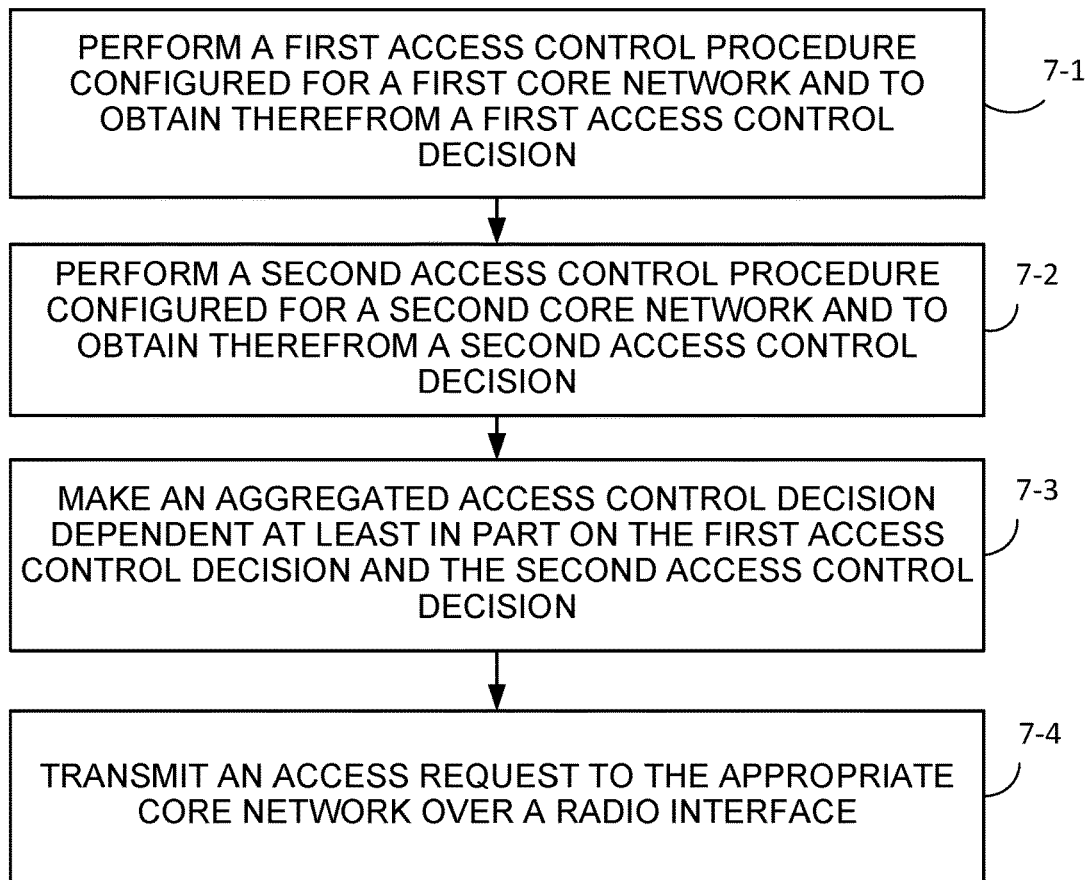 PERFORM A FIRST ACCESS CONTROL PROCEDURE
CONFIGURED FOR A FIRST CORE NETWORK AND TO
OBTAIN THEREFROM A FIRST ACCESS CONTROL
DECISION
7-1
PERFORM A SECOND ACCESS CONTROL PROCEDURE
CONFIGURED FOR A SECOND CORE NETWORK AND TO
OBTAIN THEREFROM A SECOND ACCESS CONTROL
DECISION
7-2
MAKE AN AGGREGATED ACCESS CONTROL DECISION
DEPENDENT AT LEAST IN PART ON THE FIRST ACCESS
CONTROL DECISION AND THE SECOND ACCESS CONTROL
DECISION
7-3
TRANSMIT AN ACCESS REQUEST TO THE APPROPRIATE
CORE NETWORK OVER A RADIO INTERFACE
7-4